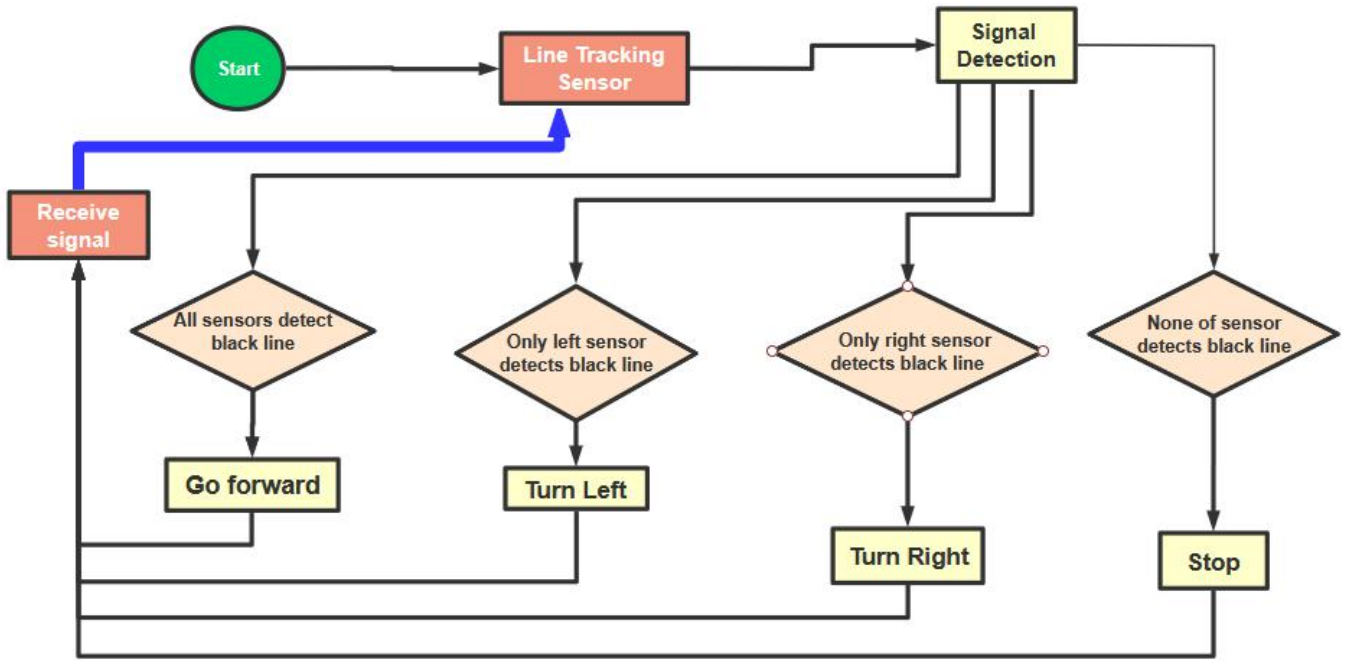 Start
Line Tracking
Sensor
Signal
Detection
Receive
signal
All sensors detect
black line
Only left sensor
detects black line
Only right sensor
detects black line
None of sensor
detects black line
Go forward
Turn Left
Turn Right
Stop